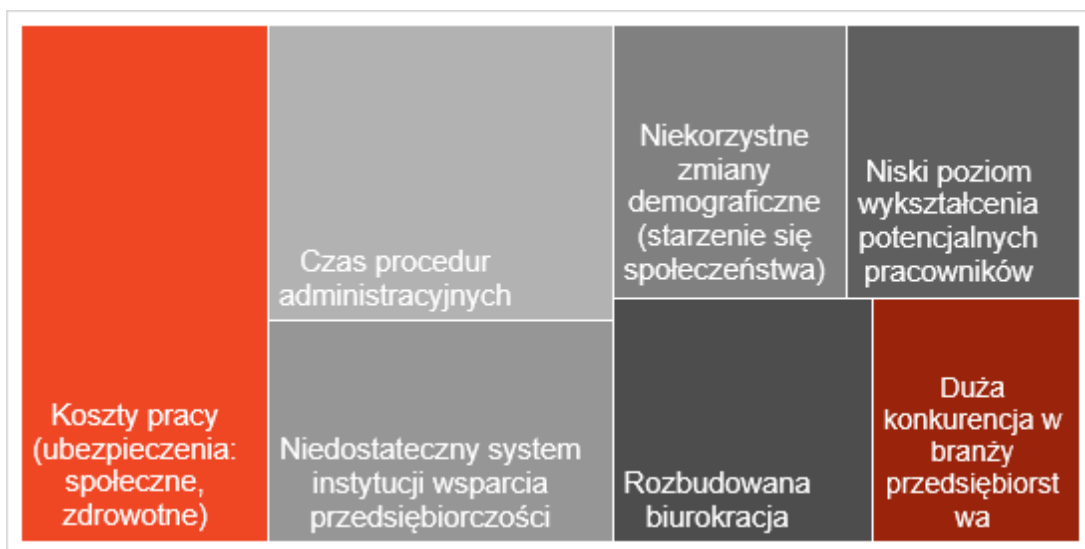 Koszty pracy
(ubezpieczenia:
społeczne,
zdrowotne)
Czas procedur
administracyjnych
Niedostateczny system
instytucji wsparcia
przedsiębiorczości
Niekorzystne
zmiany
demograficzne
(starzenie się
społeczeństwa)
Niski poziom
wykształcenia
potencjalnych
pracowników
Rozbudowana
biurokracja
Duża
konkurencja w
branży
przedsiębiorst
wa